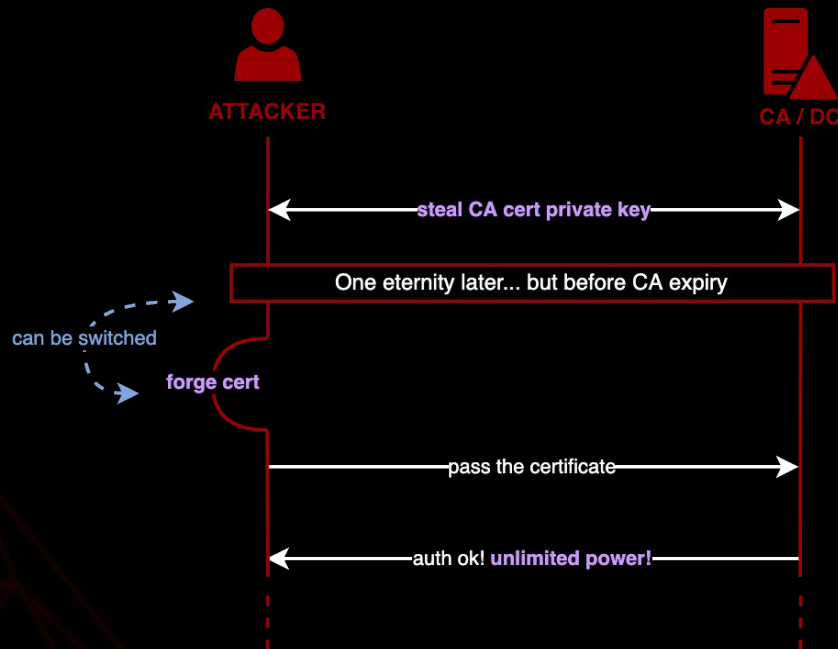 ATTACKER
CA / DC
steal CA cert private key
One eternity later... but before CA expiry
can be switched
forge cert
pass the certificate
auth ok! unlimited power!